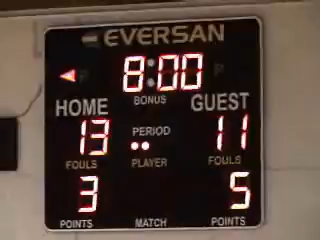 EVERSAN
P 8:00 P
BONUS
HOME GUEST
13 PERIOD 11
FOULS PLAYER FOULS
3 5
POINTS MATCH POINTS